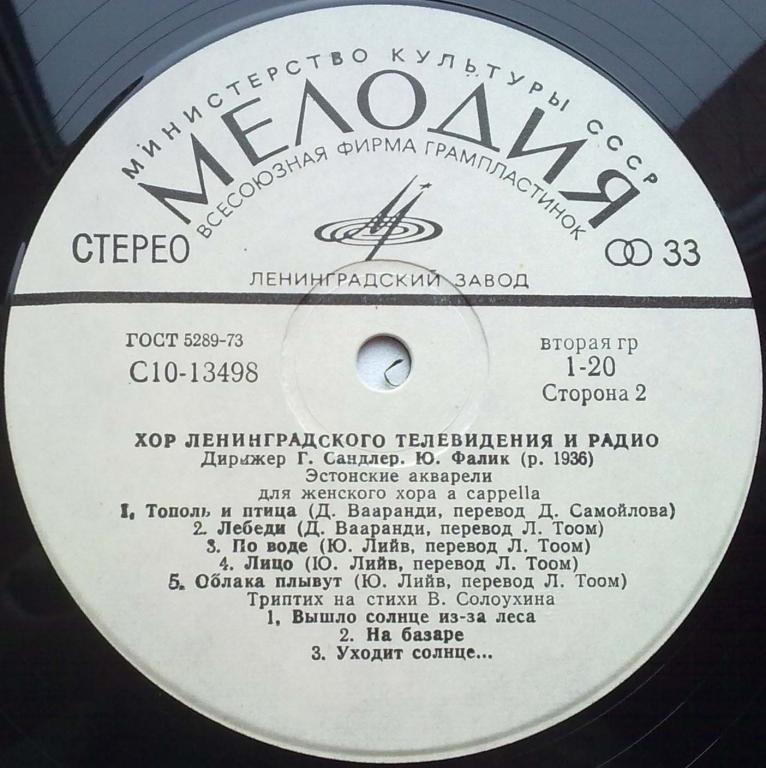 МИНИСТЕРСТВО КУЛЬТУРЫ СССР
МЕЛОДИЯ
ВСЕСОЮЗНАЯ ФИРМА ГРАМПЛАСТИНОК
СТЕРЕО
33
ЛЕНИНГРАДСКИЙ ЗАВОД
ГОСТ 5289-73
С10-13498
вторая гр
1-20
Сторона 2
ХОР ЛЕНИНГРАДСКОГО ТЕЛЕВИДЕНИЯ И РАДИО
Дирижер Г. Сандлер. Ю. Фалик (р. 1936)
Эстонские акварели
для женского хора a cappella
1. Тополь и птица (Д. Вааранди, перевод Д. Самойлова)
2. Лебеди (Д. Вааранди, перевод Л. Тоом)
3. По воде (Ю. Лийв, перевод Л. Тоом)
4. Лицо (Ю. Лийв, перевод Л. Тоом)
5. Облака плывут (Ю. Лийв, перевод Л. Тоом)
Триптих на стихи В. Солоухина
1. Вышло солнце из-за леса
2. На базаре
3. Уходит солнце...